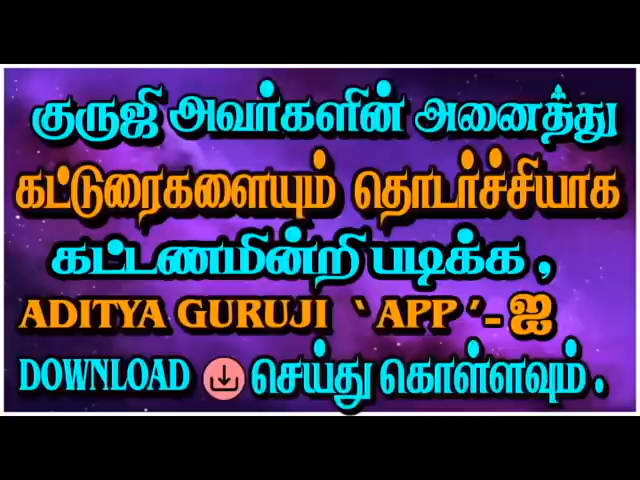 குருஜி அவர்களின் அனைத்து
கட்டுரைகளையும் தொடர்ச்சியாக
கட்டணமின்றி படிக்க ,
ADITYA GURUJI ` APP ´- ஐ
DOWNLOAD செய்து கொள்ளவும் .